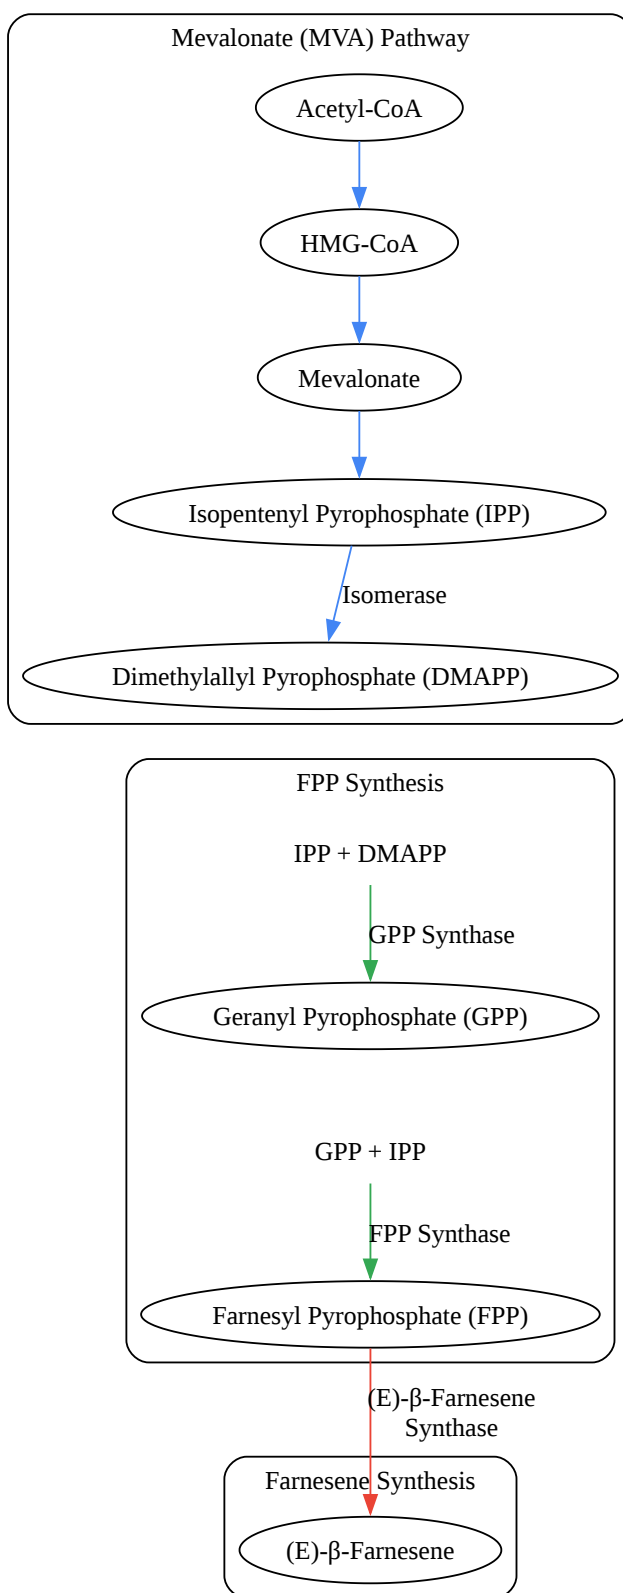 Mevalonate (MVA) Pathway
Acetyl-CoA
HMG-CoA
Mevalonate
Isopentenyl Pyrophosphate (IPP)
Isomerase
Dimethylallyl Pyrophosphate (DMAPP)
FPP Synthesis
IPP + DMAPP
GPP Synthase
Geranyl Pyrophosphate (GPP)
GPP + IPP
FPP Synthase
Farnesyl Pyrophosphate (FPP)
(E)-β-Farnesene
Synthase
Farnesene Synthesis
(E)-β-Farnesene